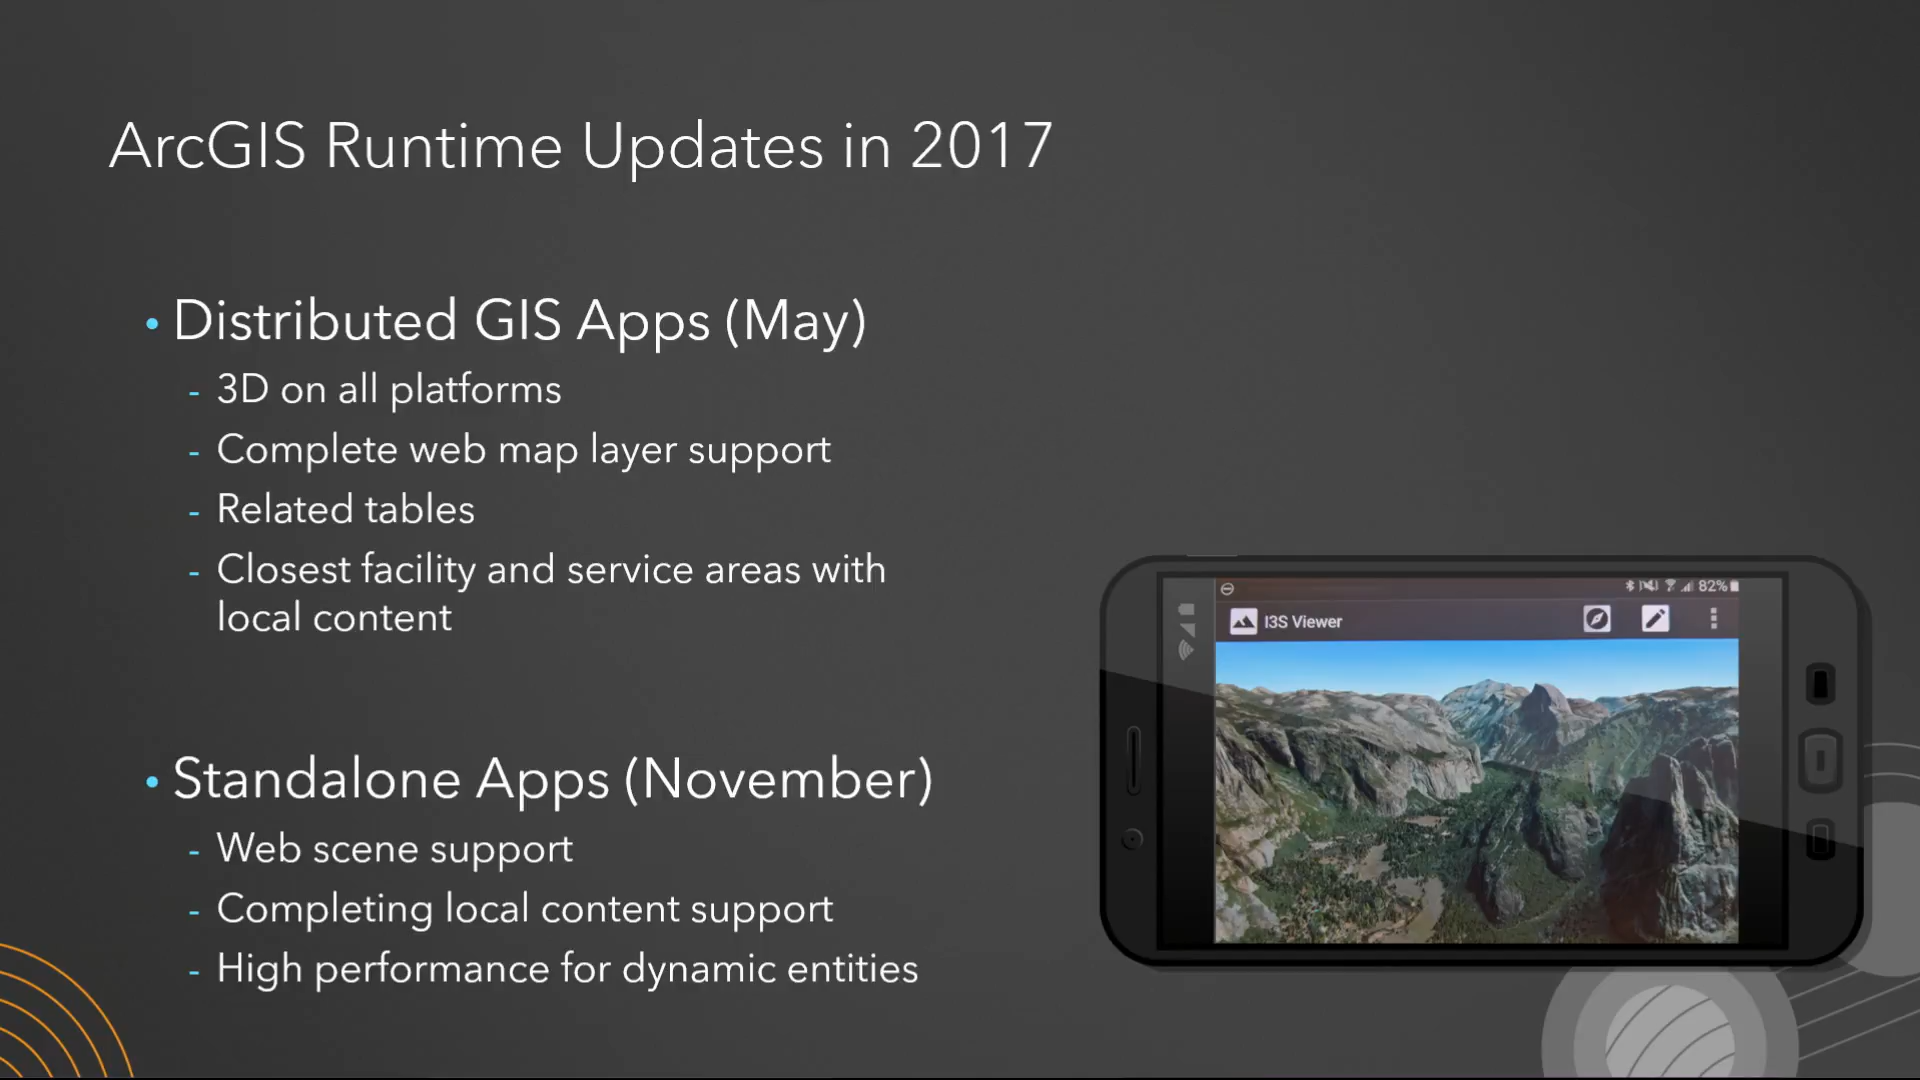 ArcGIS Runtime Updates in 2017
• Distributed GIS Apps (May)
- 3D on all platforms
- Complete web map layer support
- Related tables
- Closest facility and service areas with
local content
• Standalone Apps (November)
- Web scene support
- Completing local content support
- High performance for dynamic entities
82%
I3S Viewer